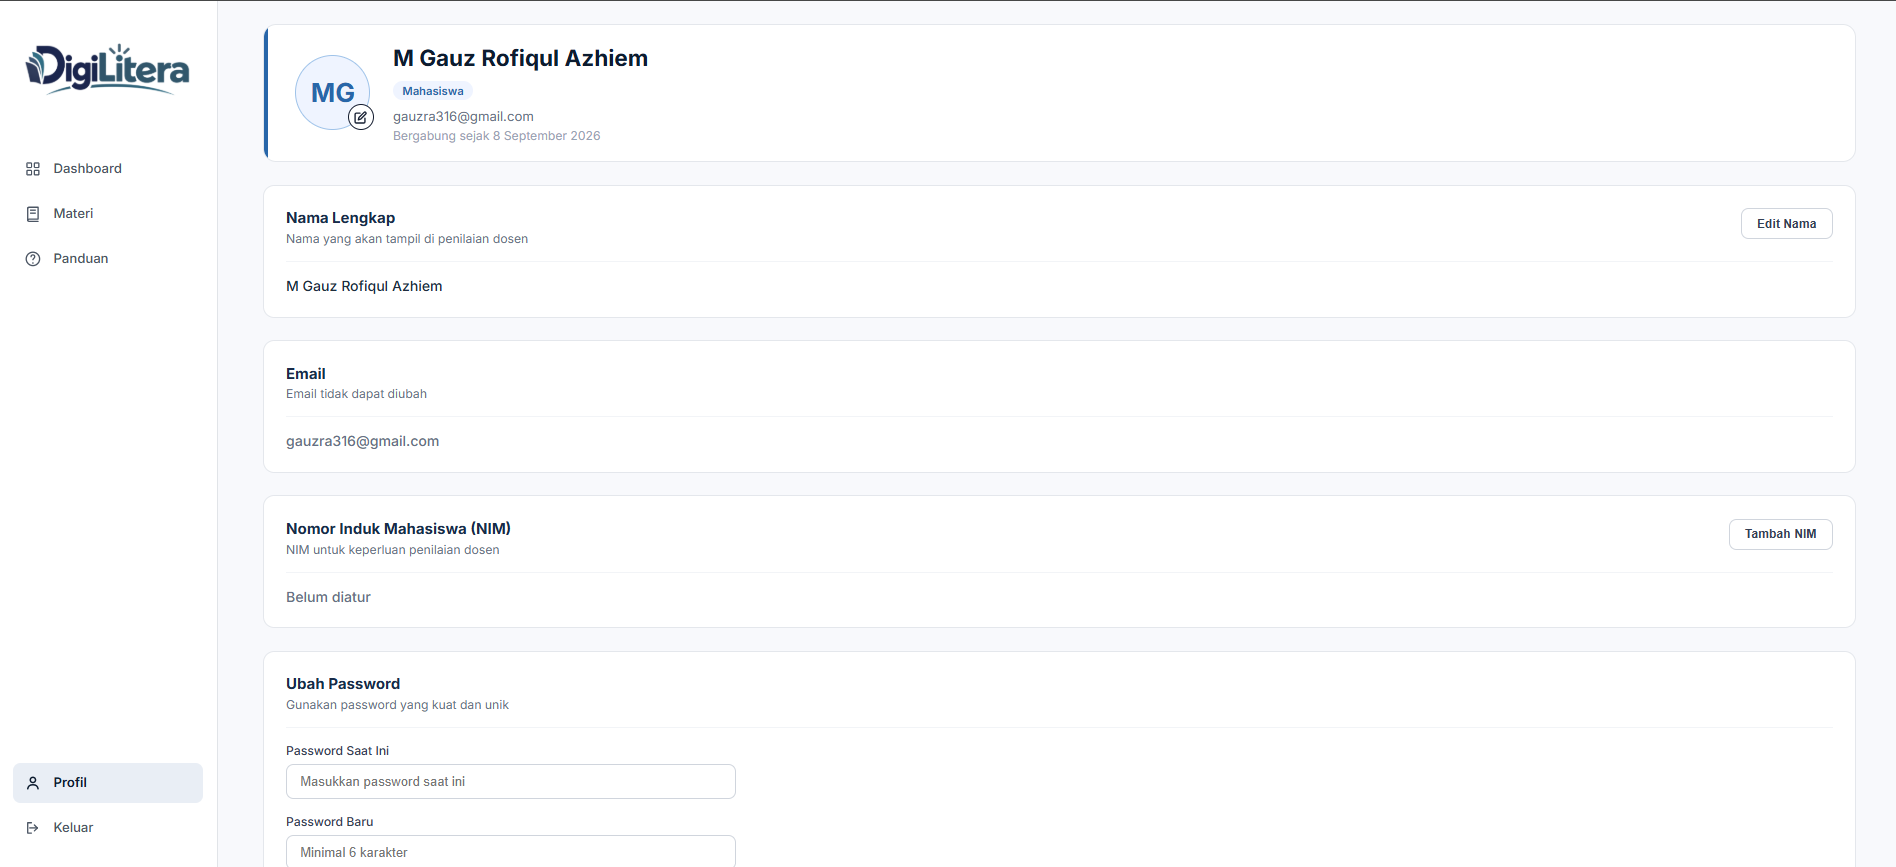 DigiLitera
Dashboard
Materi
Panduan
Profil
Keluar
MG
M Gauz Rofiqul Azhiem
Mahasiswa
gauzra316@gmail.com
Bergabung sejak 8 September 2026
Nama Lengkap
Nama yang akan tampil di penilaian dosen
Edit Nama
M Gauz Rofiqul Azhiem
Email
Email tidak dapat diubah
gauzra316@gmail.com
Nomor Induk Mahasiswa (NIM)
NIM untuk keperluan penilaian dosen
Tambah NIM
Belum diatur
Ubah Password
Gunakan password yang kuat dan unik
Password Saat Ini
Masukkan password saat ini
Password Baru
Minimal 6 karakter